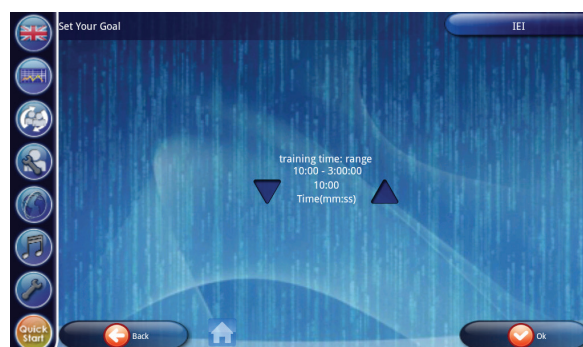 Set Your Goal
IEI
training time: range
10:00 - 3:00:00
10:00
Time(mm:ss)
Quick
Start
Back
Ok